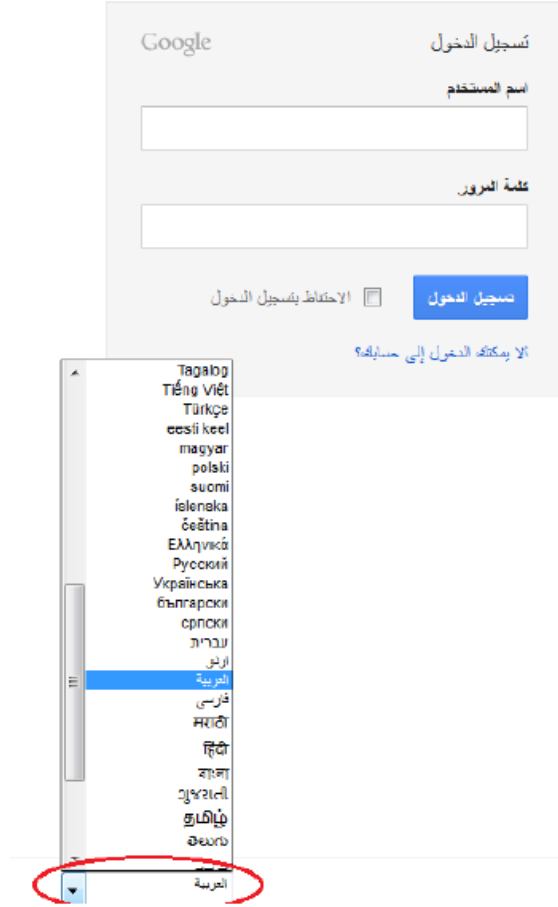 تسجيل الدخول Google
اسم المستخدم
كلمة المرور
تسجيل الدخول الاحتفاظ بتسجيل الدخول
ألا يمكنك الدخول إلى حسابك؟
Tagalog
Tiếng Việt
Türkçe
eesti keel
magyar
polski
suomi
íslenska
čeština
Ελληνικά
Русский
Українська
български
српски
עברית
اردو
العربية
فارسی
मराठी
हिंदी
বাংলা
ગુજરાતી
தமிழ்
తెలుగు
العربية